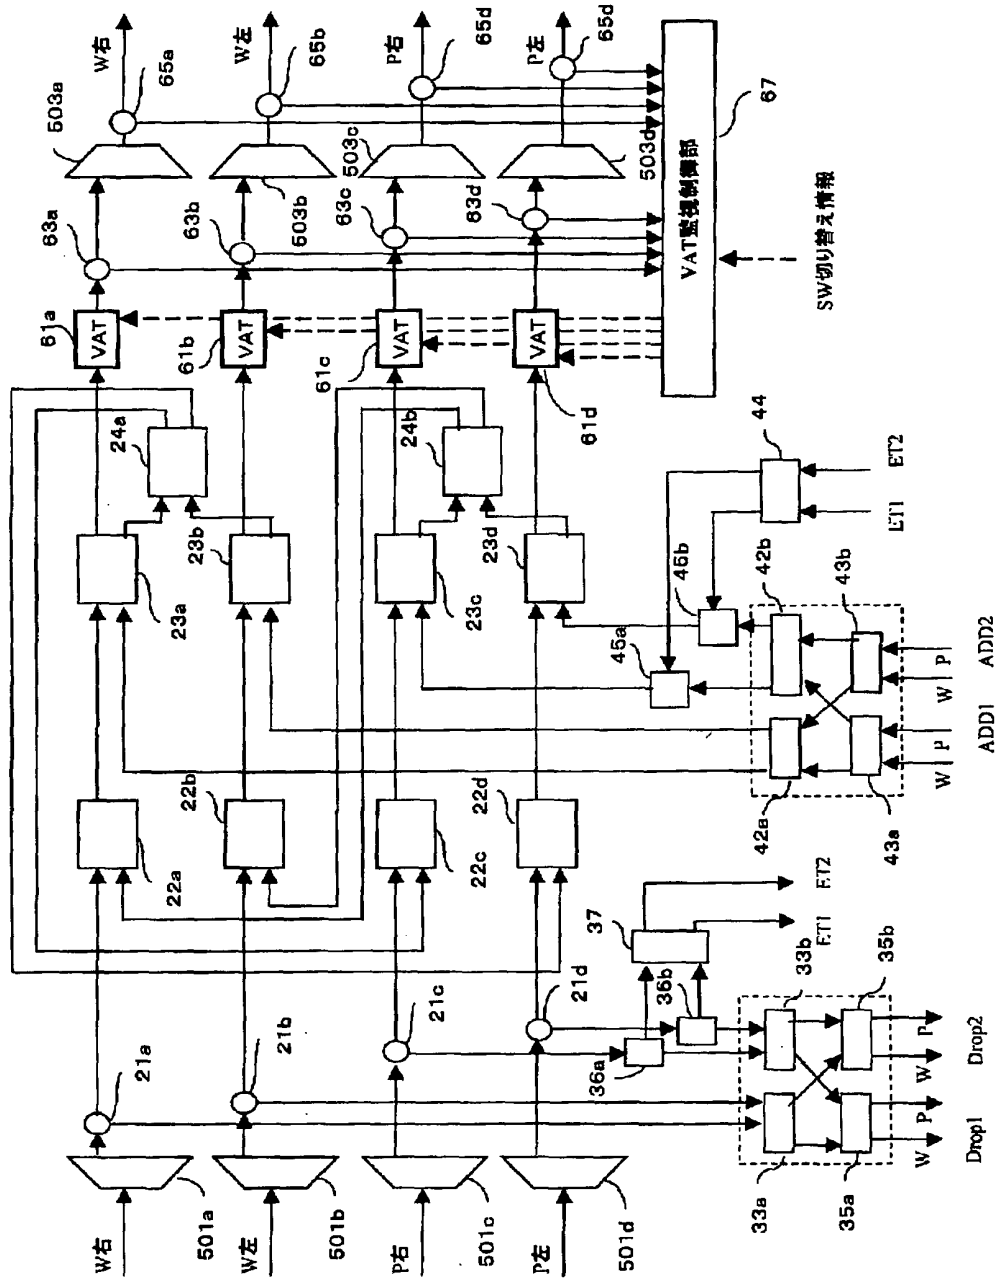 W右
501a
21a
22a
23a
24a
61a
VAT
63a
503a
65a
W右
W左
501b
21b
22b
23b
61b
VAT
63b
503b
65b
W左
P右
501c
21c
22c
23c
24b
61c
VAT
63c
503c
65c
P右
P左
501d
21d
22d
23d
61d
VAT
63d
503d
65d
P左
36a
36b
37
ET1
ET2
45a
46b
44
ET1
ET2
VAT監視制御部
67
SW切り替え情報
33a
33b
35a
35b
W
P
W
P
Drop1
Drop2
42a
42b
43a
43b
W
P
W
P
ADD1
ADD2